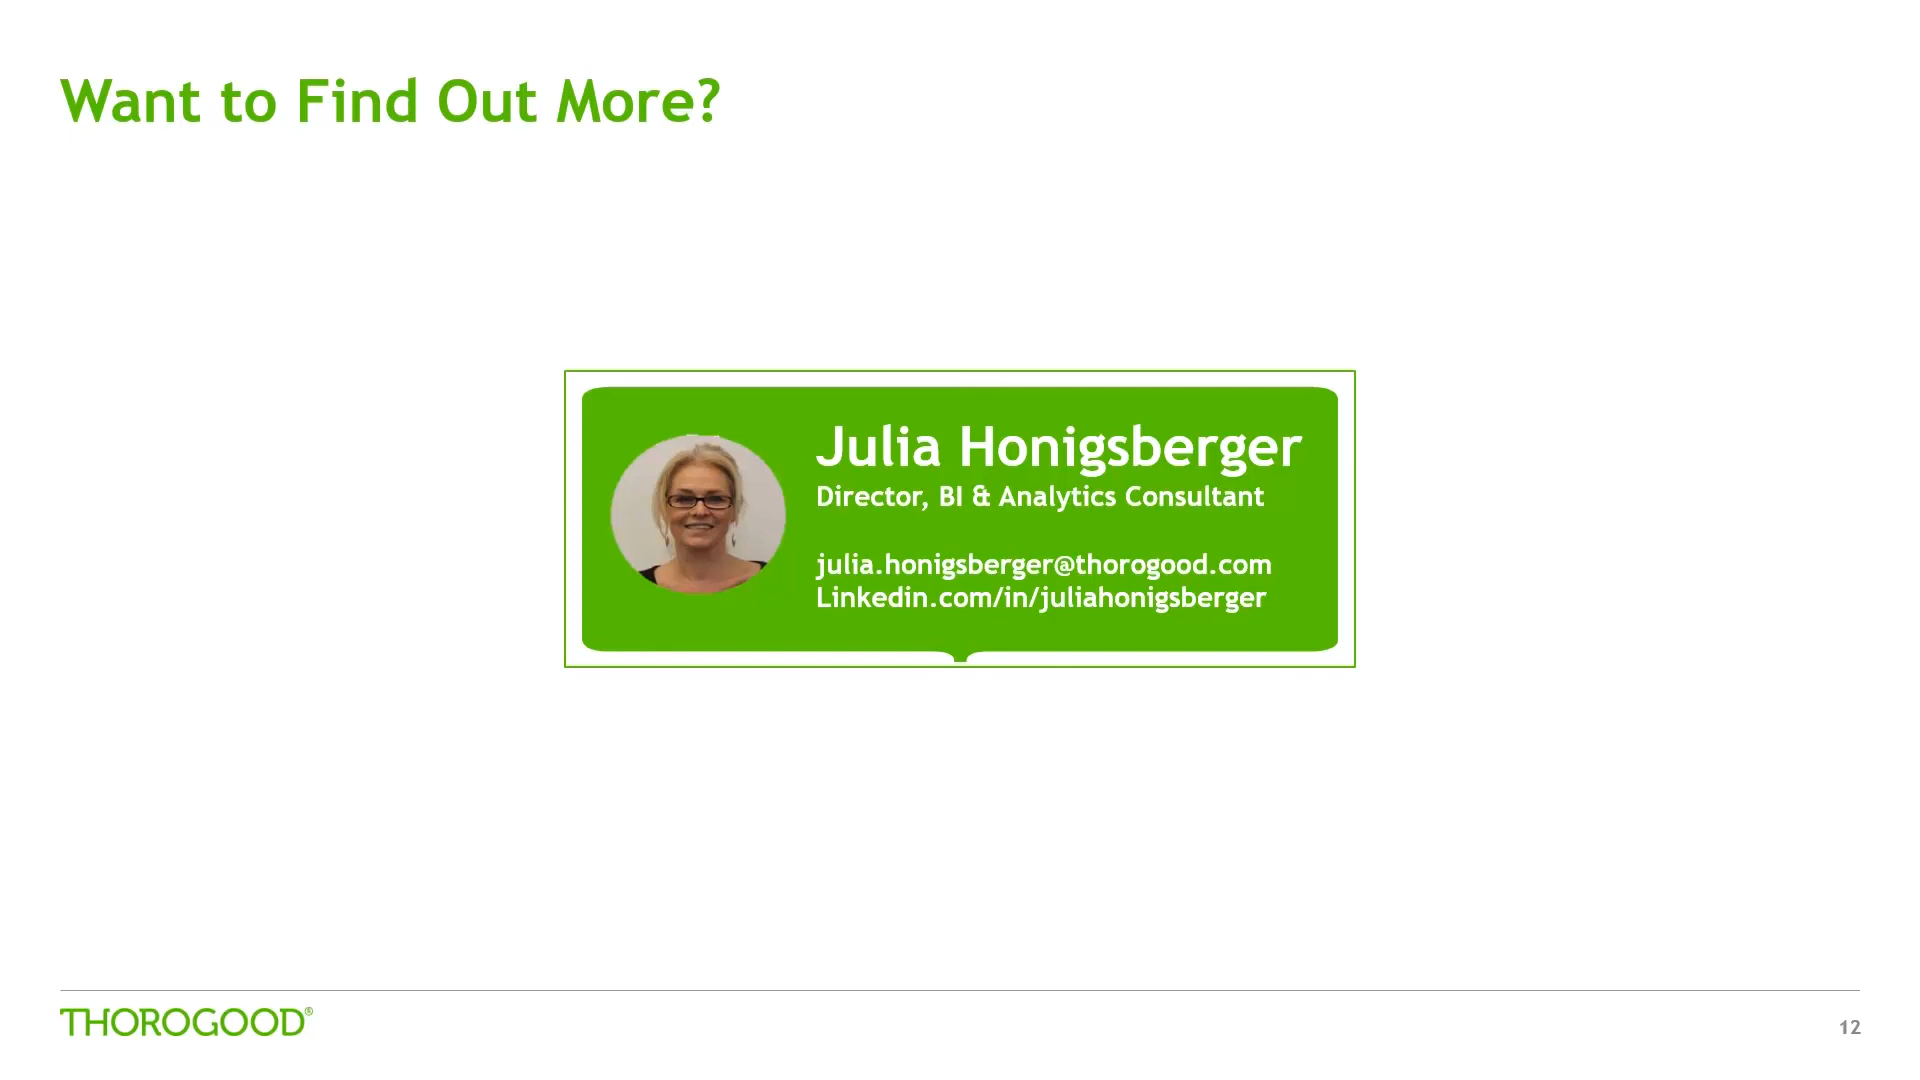 Want to Find Out More?
Julia Honigsberger
Director, BI & Analytics Consultant
julia.honigsberger@thorogood.com
Linkedin.com/in/juliahonigsberger
THOROGOOD®
12